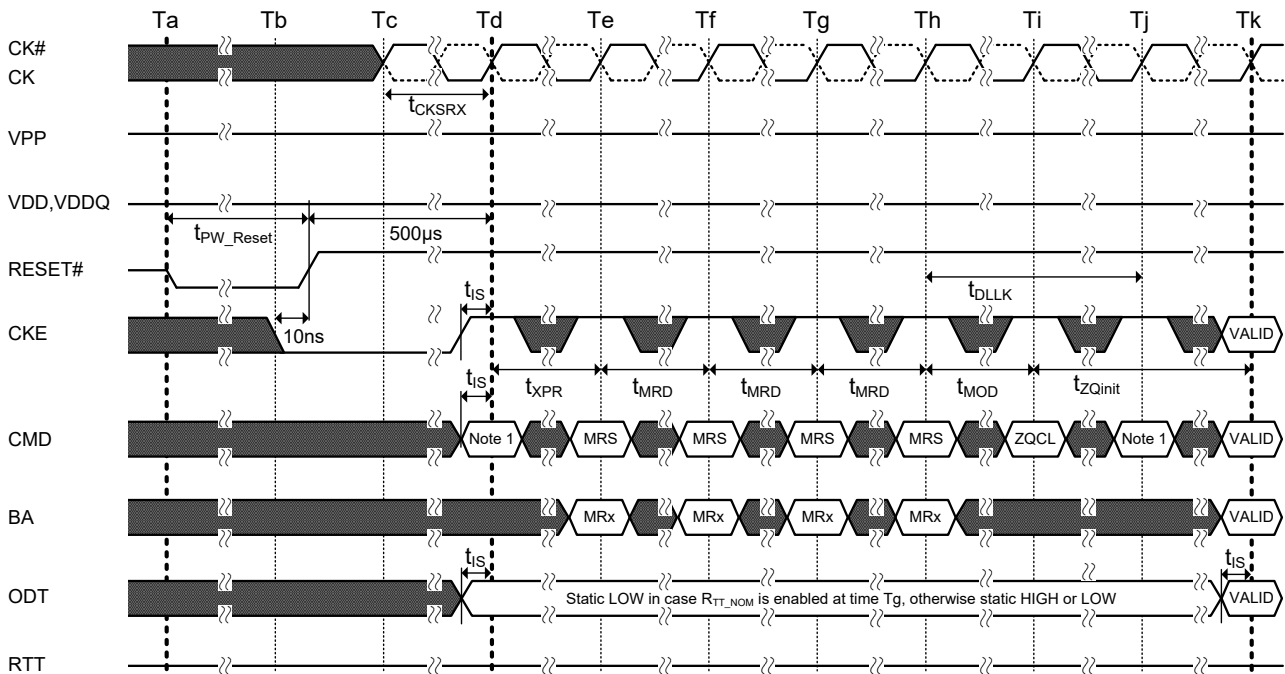 Ta Tb Tc Td Te Tf Tg Th Ti Tj Tk
CK#
CK
tCKSRX
VPP
VDD,VDDQ
tPW_Reset 500µs
RESET#
tIS tDLLK
CKE 10ns VALID
tIS tXPR tMRD tMRD tMRD tMOD tZQinit
CMD Note 1 MRS MRS MRS MRS ZQCL Note 1 VALID
BA MRx MRx MRx MRx VALID
tIS tIS
ODT Static LOW in case RTT_NOM is enabled at time Tg, otherwise static HIGH or LOW VALID
RTT